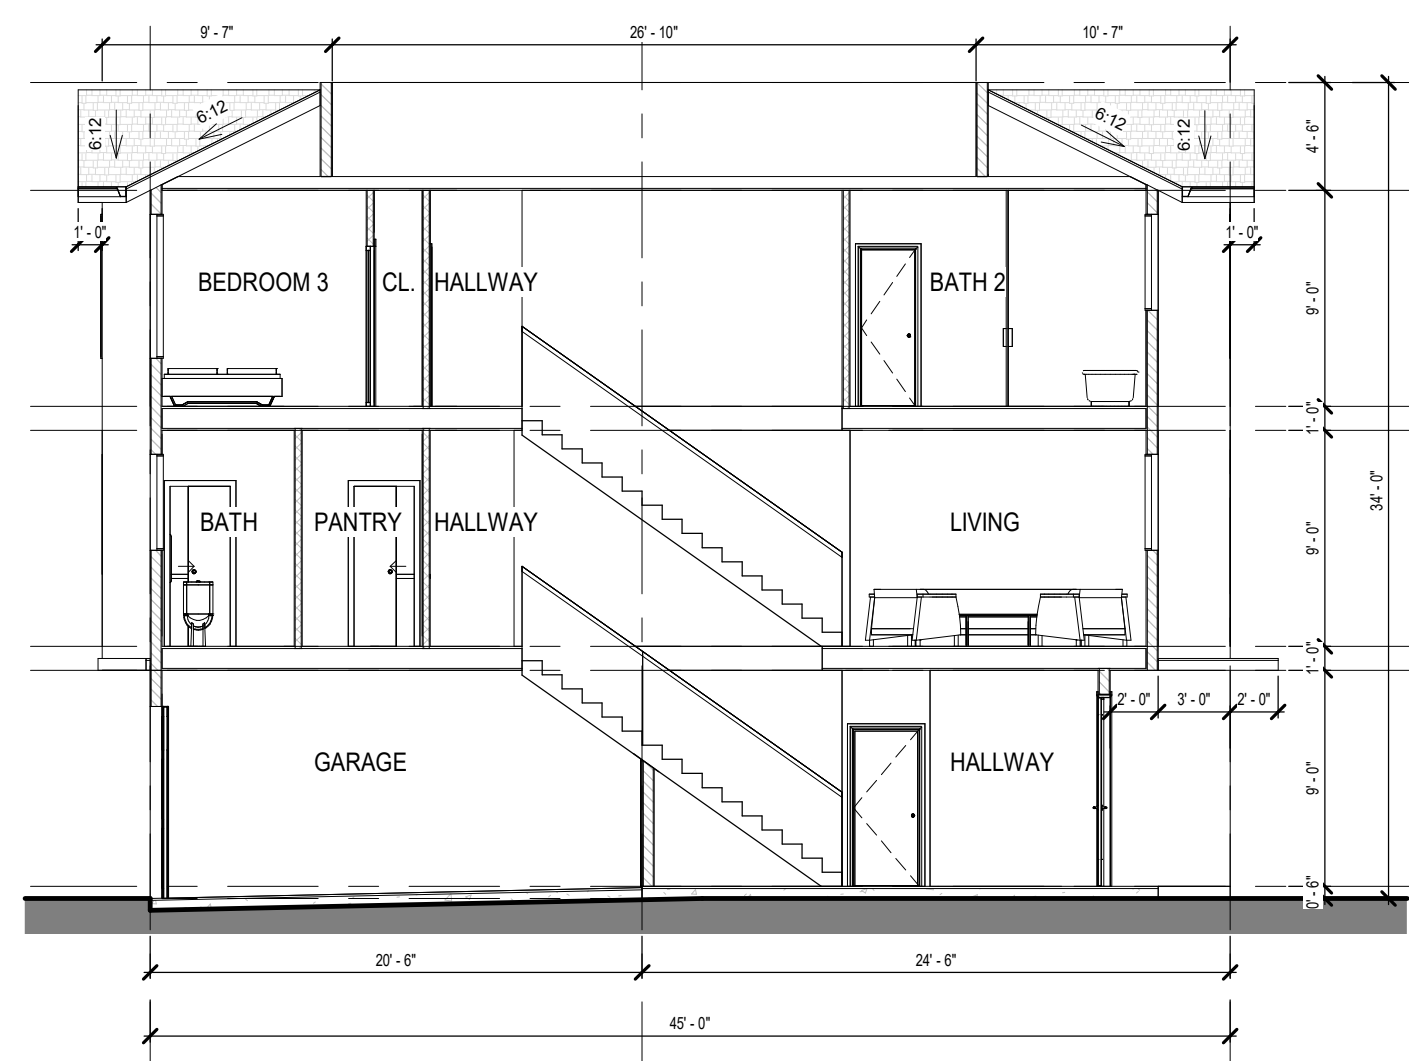 9' - 7"
26' - 10"
10' - 7"
6:12
6:12
6:12
6:12
4' - 6"
34' - 0"
1' - 0"
1' - 0"
BEDROOM 3
CL.
HALLWAY
BATH 2
9' - 0"
1' - 0"
BATH
PANTRY
HALLWAY
LIVING
9' - 0"
1' - 0"
2' - 0"
3' - 0"
2' - 0"
GARAGE
HALLWAY
9' - 0"
0' - 6"
20' - 6"
24' - 6"
45' - 0"